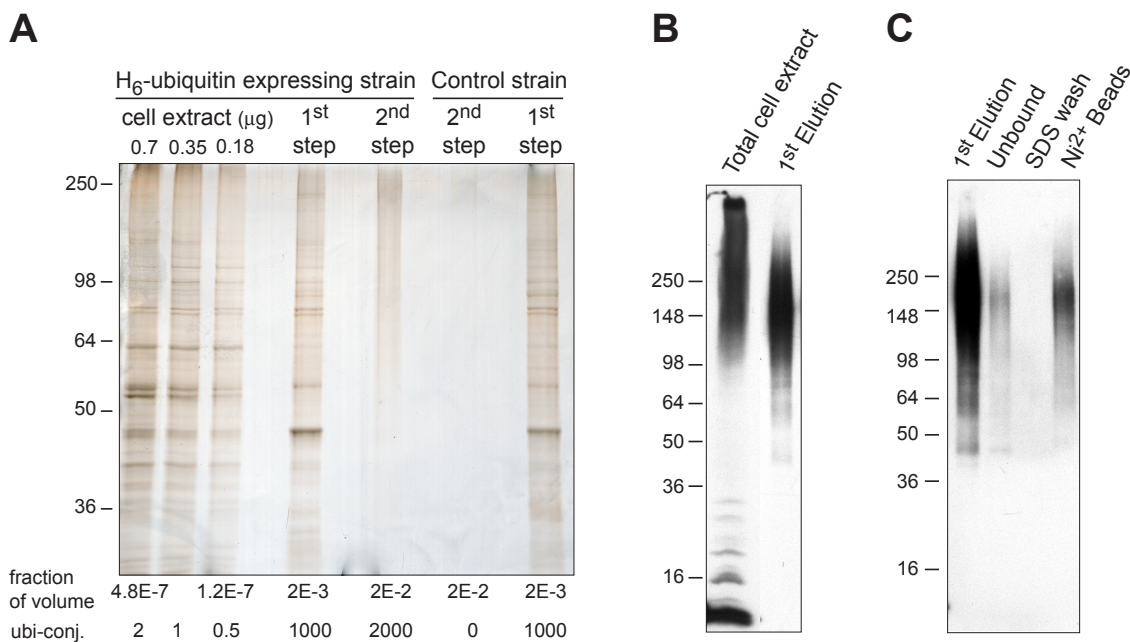 A
H6-ubiquitin expressing strain Control strain
cell extract (μg) 1st step 2nd step 2nd step 1st step
0.7 0.35 0.18
250
98
64
50
36
fraction of volume 4.8E-7 1.2E-7 2E-3 2E-2 2E-2 2E-3
ubi-conj. 2 1 0.5 1000 2000 0 1000
B
Total cell extract
1st Elution
250
148
98
64
50
36
16
C
1st Elution
Unbound
SDS wash
Ni2+ Beads
250
148
98
64
50
36
16